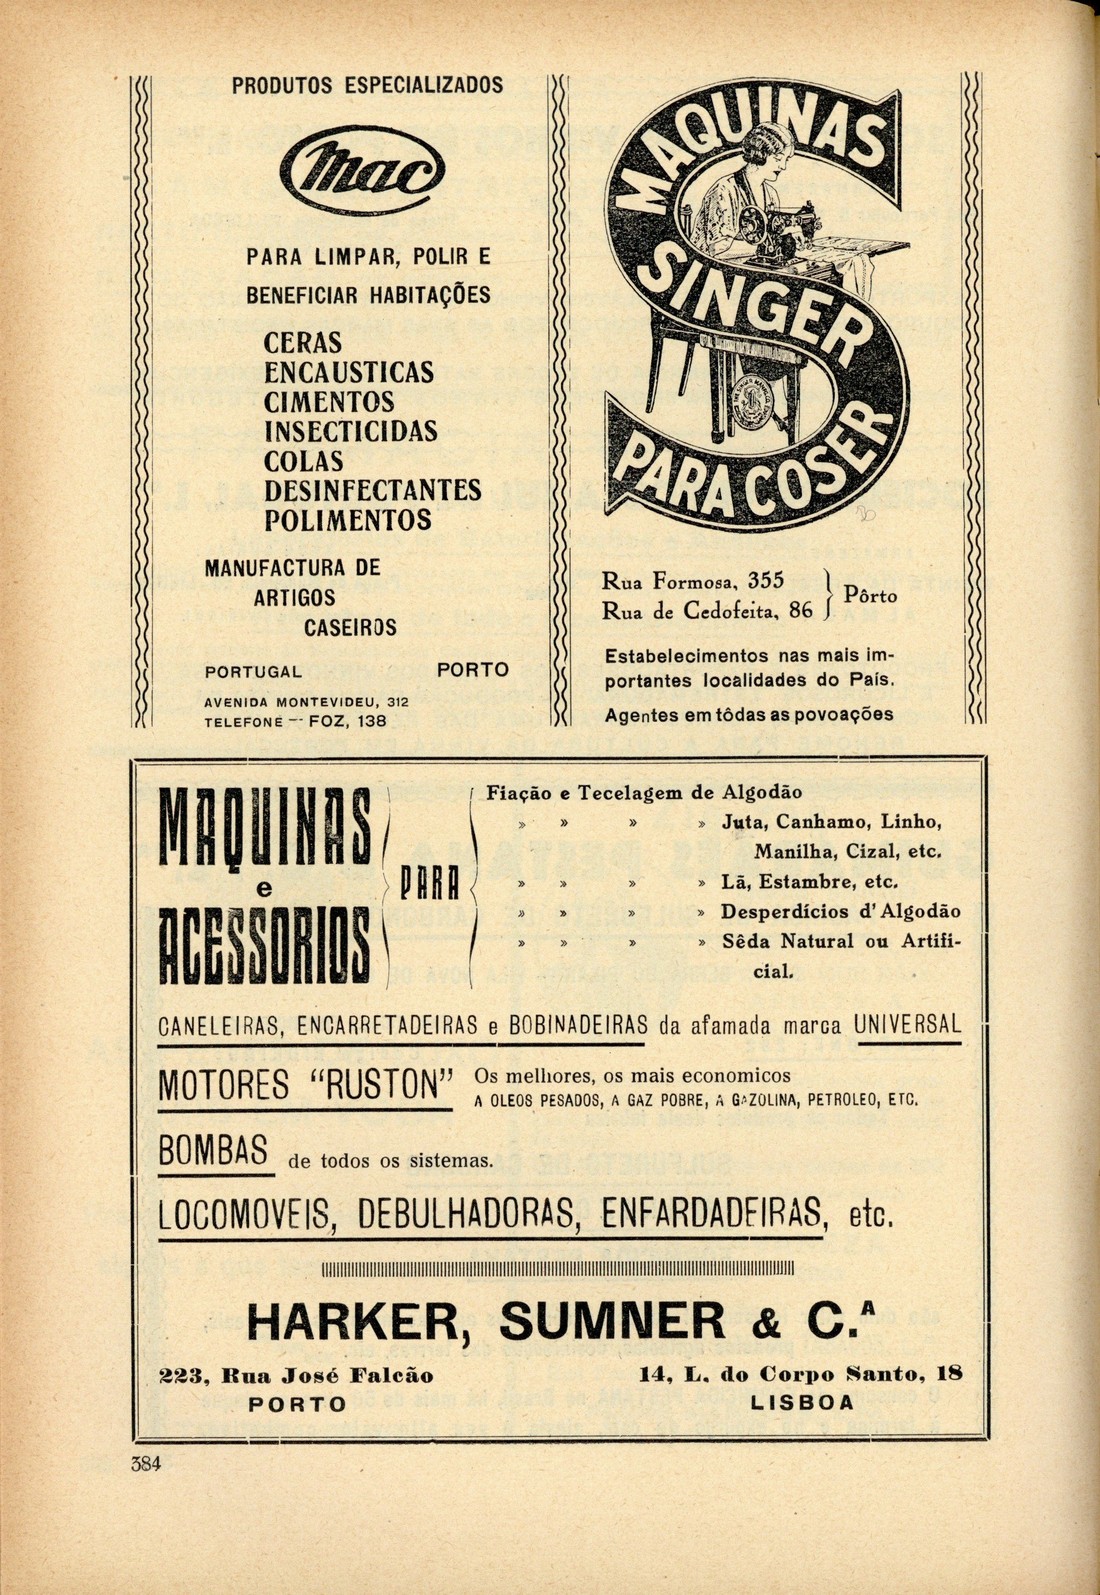 PRODUTOS ESPECIALIZADOS
Mac
PARA LIMPAR, POLIR E
BENEFICIAR HABITAÇÕES
CERAS
ENCAUSTICAS
CIMENTOS
INSECTICIDAS
COLAS
DESINFECTANTES
POLIMENTOS
MANUFACTURA DE
ARTIGOS
CASEIROS
PORTUGAL PORTO
AVENIDA MONTEVIDEU, 312
TELEFONE — FOZ, 138
MAQUINAS
SINGER
PARA COSER
Rua Formosa, 355
Rua de Cedofeita, 86 } Pôrto
Estabelecimentos nas mais im-
portantes localidades do País.
Agentes em tôdas as povoações
MAQUINAS
e
ACESSORIOS
PARA
Fiação e Tecelagem de Algodão
» » » » Juta, Canhamo, Linho,
Manilha, Cizal, etc.
» » » » Lã, Estambre, etc.
» » » » Desperdícios d'Algodão
» » » » Sêda Natural ou Artifi-
cial.
CANELEIRAS, ENCARRETADEIRAS e BOBINADEIRAS da afamada marca UNIVERSAL
MOTORES "RUSTON" Os melhores, os mais economicos
A OLEOS PESADOS, A GAZ POBRE, A GAZOLINA, PETROLEO, ETC.
BOMBAS de todos os sistemas.
LOCOMOVEIS, DEBULHADORAS, ENFARDADEIRAS, etc.
HARKER, SUMNER & C.ᴬ
223, Rua José Falcão 14, L. do Corpo Santo, 18
PORTO LISBOA
384